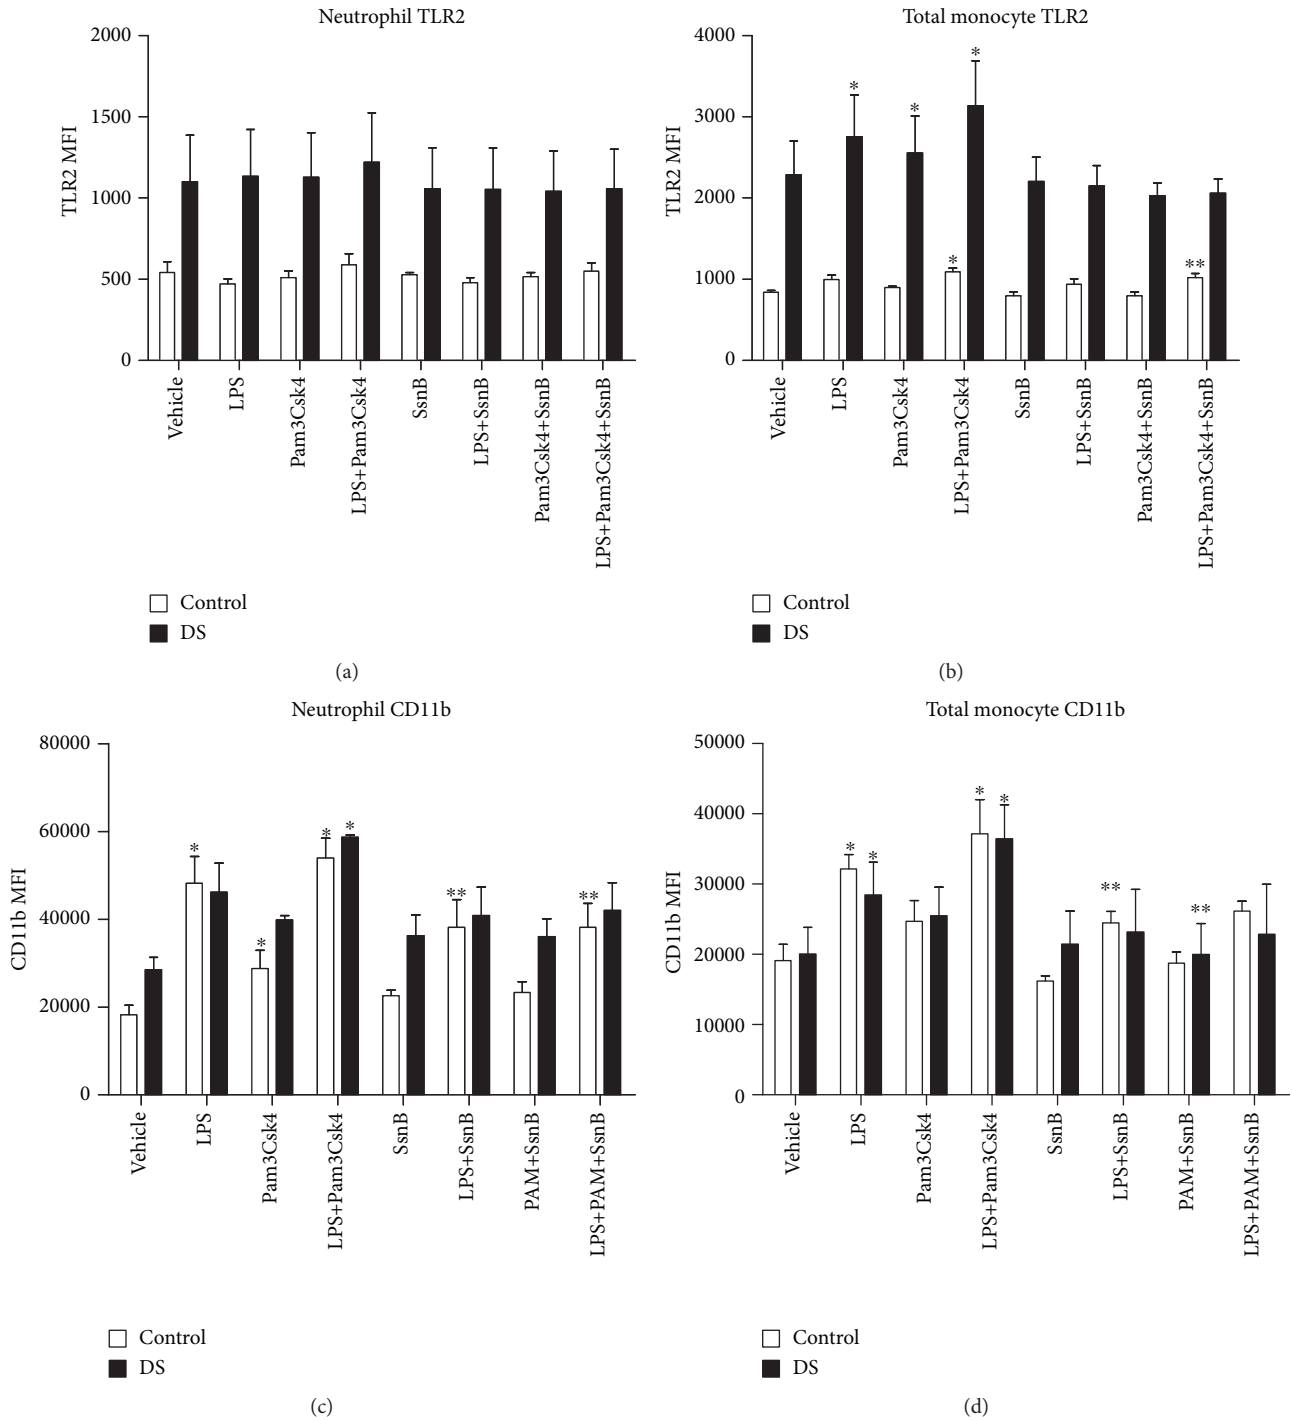 Neutrophil TLR2
TLR2 MFI
2000
1500
1000
500
0
Vehicle
LPS
Pam3Csk4
LPS+Pam3Csk4
SsnB
LPS+SsnB
Pam3Csk4+SsnB
LPS+Pam3Csk4+SsnB
Control
DS
(a)
Total monocyte TLR2
TLR2 MFI
4000
3000
2000
1000
0
*
*
*
*
**
Vehicle
LPS
Pam3Csk4
LPS+Pam3Csk4
SsnB
LPS+SsnB
Pam3Csk4+SsnB
LPS+Pam3Csk4+SsnB
Control
DS
(b)
Neutrophil CD11b
CD11b MFI
80000
60000
40000
20000
0
*
*
*
*
**
**
Vehicle
LPS
Pam3Csk4
LPS+Pam3Csk4
SsnB
LPS+SsnB
PAM+SsnB
LPS+PAM+SsnB
Control
DS
(c)
Total monocyte CD11b
CD11b MFI
50000
40000
30000
20000
10000
0
*
*
*
*
**
**
Vehicle
LPS
Pam3Csk4
LPS+Pam3Csk4
SsnB
LPS+SsnB
PAM+SsnB
LPS+PAM+SsnB
Control
DS
(d)